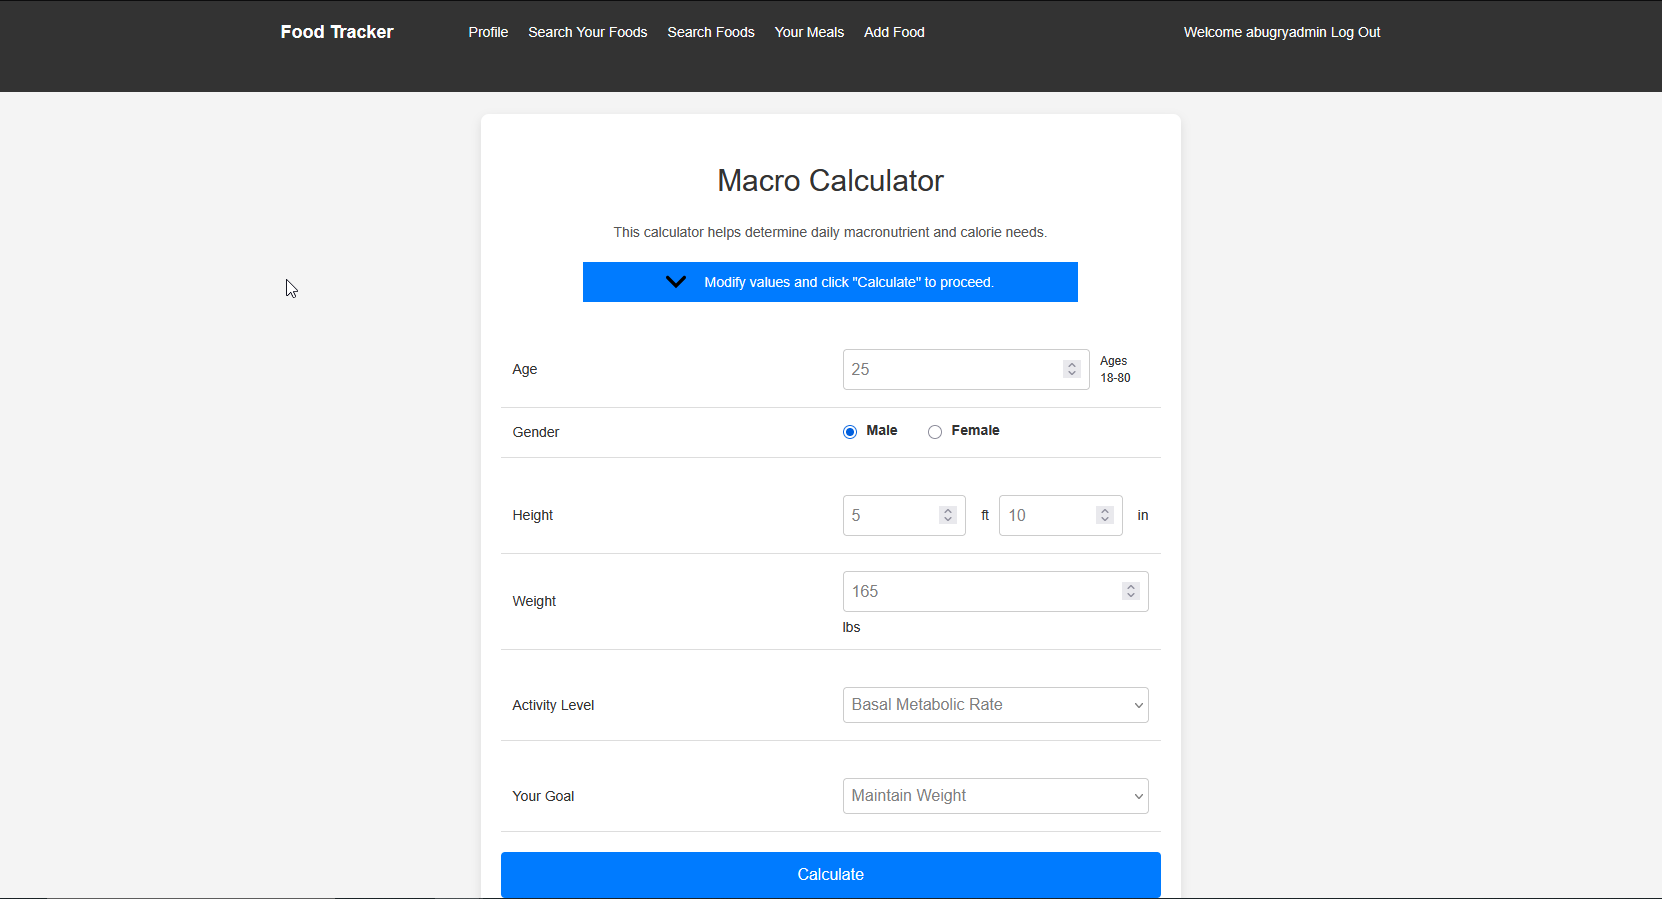 Food Tracker Profile Search Your Foods Search Foods Your Meals Add Food Welcome abugryadmin Log Out
Macro Calculator
This calculator helps determine daily macronutrient and calorie needs.
Modify values and click "Calculate" to proceed.
Age 25 Ages
18-80
Gender Male Female
Height 5 ft 10 in
Weight 165
lbs
Activity Level Basal Metabolic Rate
Your Goal Maintain Weight
Calculate